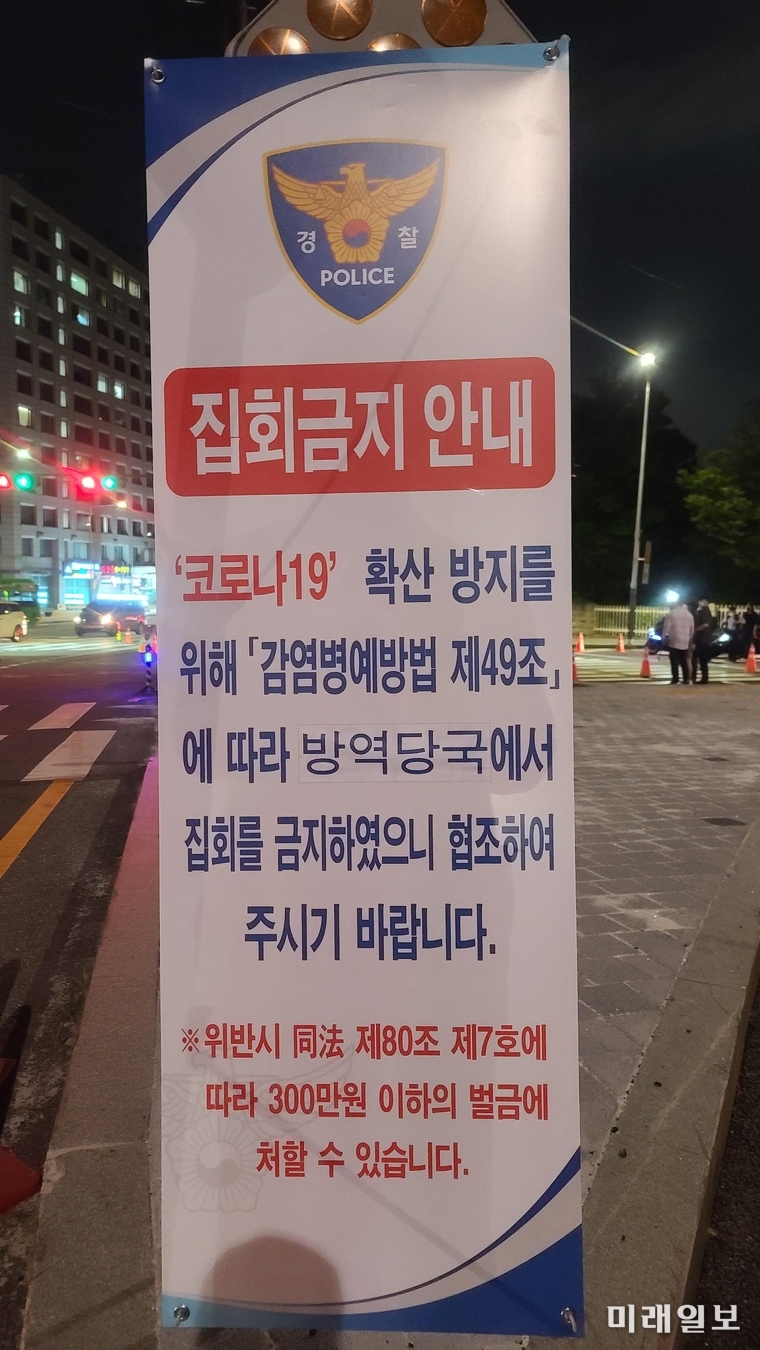 경 찰
POLICE
집회금지 안내
‘코로나19’ 확산 방지를
위해 「감염병예방법 제49조」
에 따라 방역당국에서
집회를 금지하였으니 협조하여
주시기 바랍니다.
※위반시 同法 제80조 제7호에
따라 300만원 이하의 벌금에
처할 수 있습니다.
미래일보